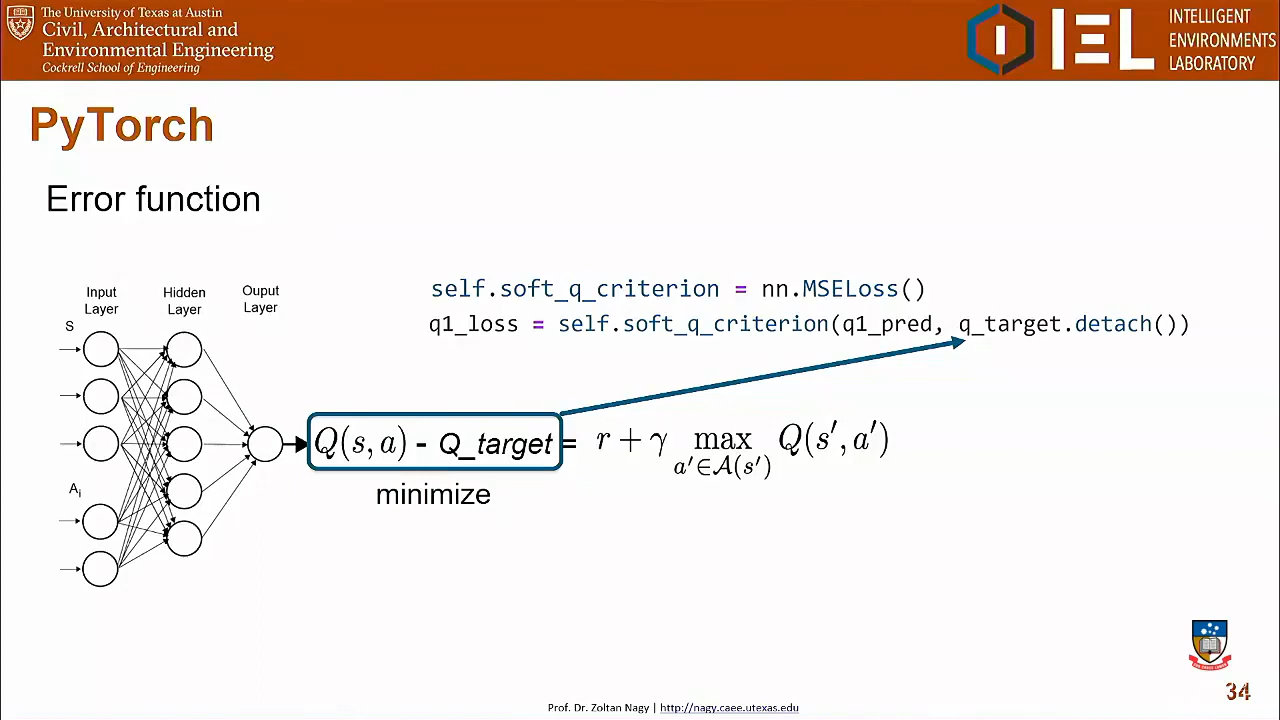 The University of Texas at Austin
Civil, Architectural and
Environmental Engineering
Cockrell School of Engineering
IEL
INTELLIGENT
ENVIRONMENTS
LABORATORY
PyTorch
Error function
Input
Layer
Hidden
Layer
Ouput
Layer
S
A_i
self.soft_q_criterion = nn.MSELoss()
q1_loss = self.soft_q_criterion(q1_pred, q_target.detach())
Q(s, a) - Q_target = r + γ max Q(s′, a′)
a′∈𝒜(s′)
minimize
34
Prof. Dr. Zoltan Nagy | http://nagy.caee.utexas.edu